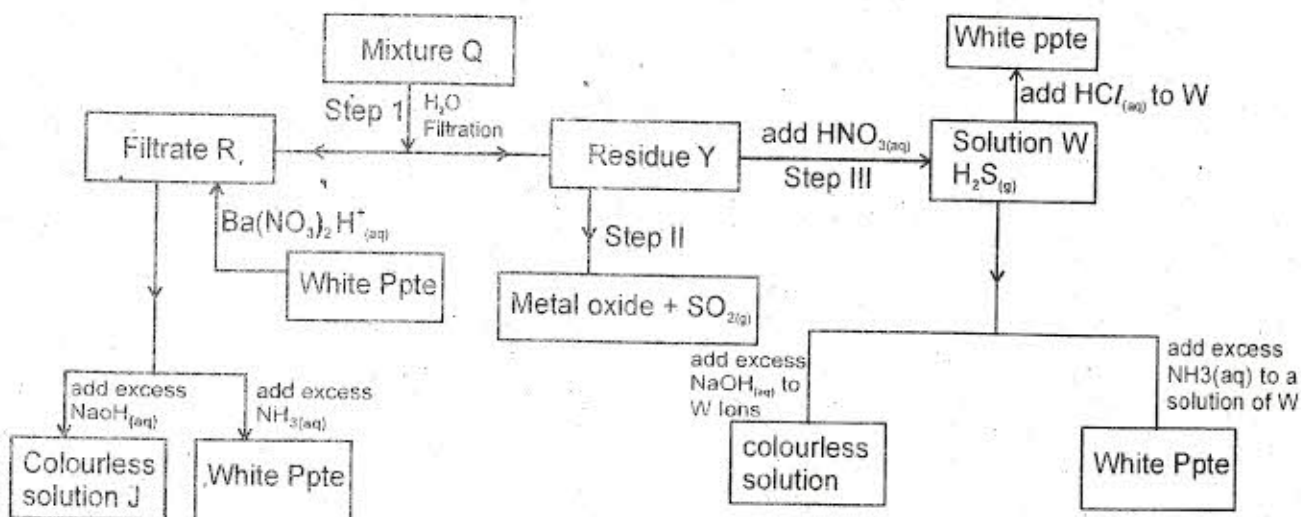 Mixture Q
Step 1
H₂O
Filtration
Filtrate R,
Residue Y
add HNO₃(aq)
Step III
White ppte
add HCl(aq) to W
Solution W
H₂S(g)
Ba(NO₃)₂ H⁺(aq)
White Ppte
Step II
Metal oxide + SO₂(g)
add excess
NaoH(aq)
add excess
NH₃(aq)
Colourless
solution J
White Ppte
add excess
NaOH(aq) to
W Ions
add excess
NH3(aq) to a
solution of W
colourless
solution
White Ppte